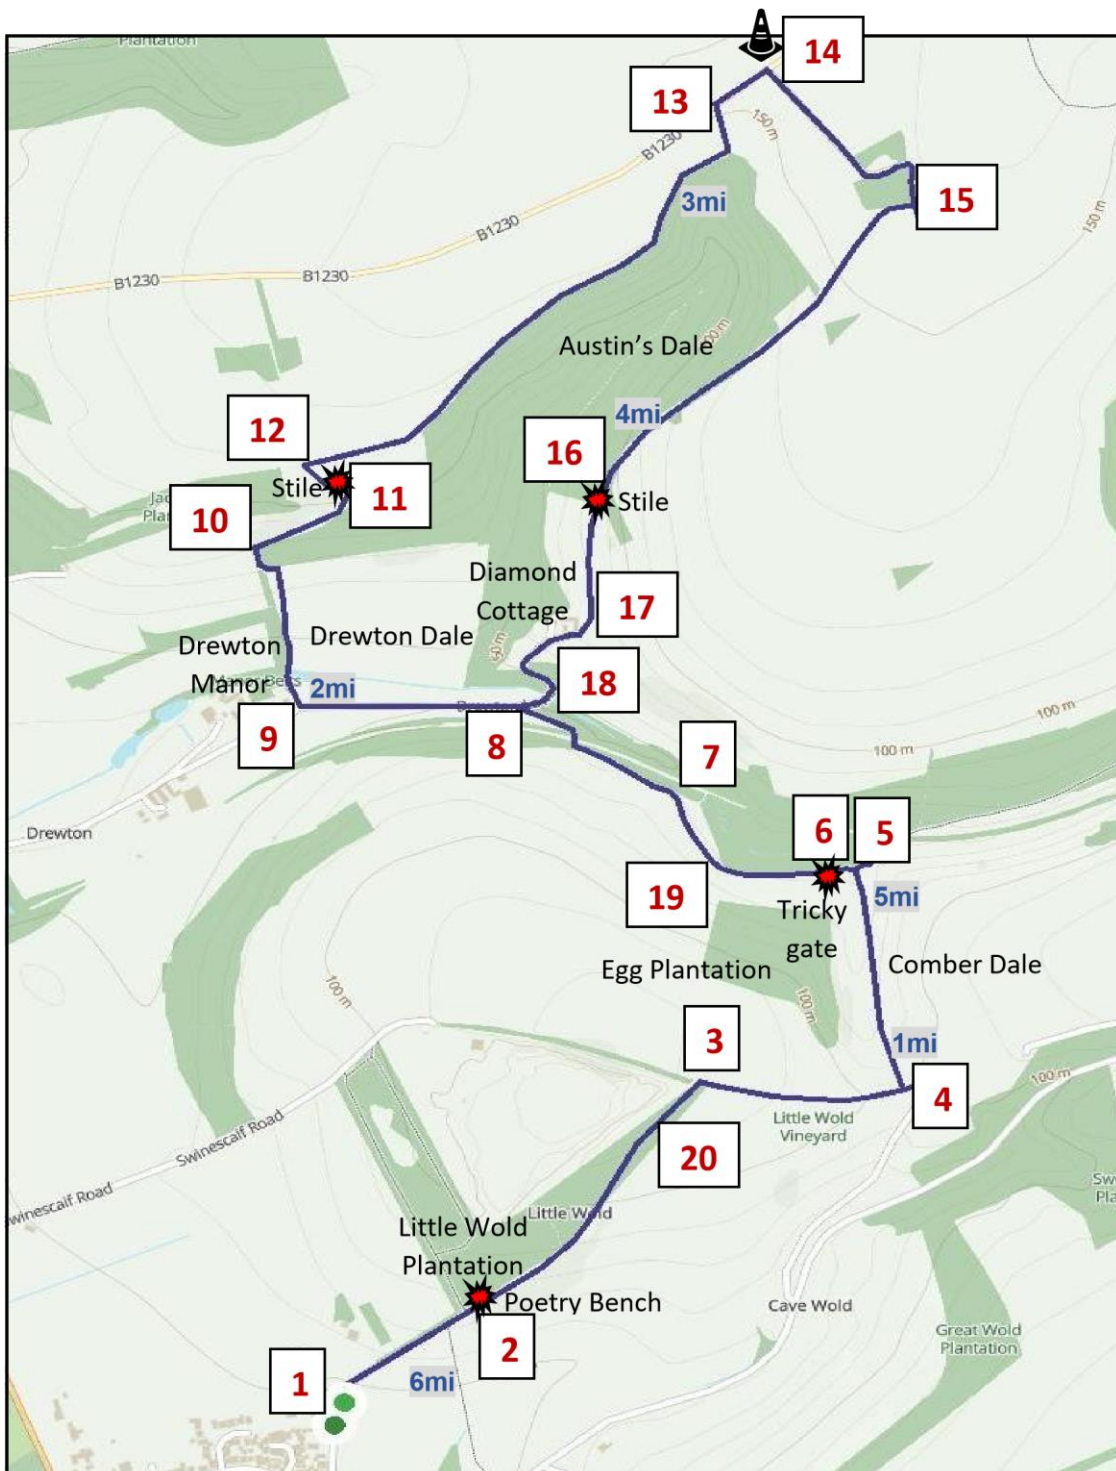 Plantation
14
13
150 m
B1230
3mi
15
150 m
B1230
B1230
B1230
Austin's Dale
4mi
12
16
Stile
11
Stile
10
Diamond
Cottage
17
Drewton Dale
Drewton
Manor
50 m
18
2mi
9
8
7
100 m
100 m
Drewton
6
5
19
5mi
Tricky
gate
Egg Plantation
Comber Dale
100 m
100 m
3
1mi
100 m
4
Little Wold
Vineyard
Swinescaif Road
20
Swinescaif Road
Little Wold
Little Wold
Plantation
Poetry Bench
Cave Wold
2
Great Wold
Plantation
1
6mi